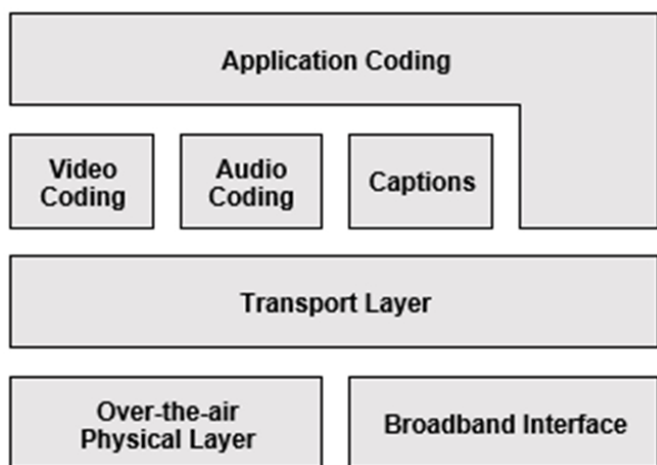 Application Coding
Video
Coding
Audio
Coding
Captions
Transport Layer
Over-the-air
Physical Layer
Broadband Interface